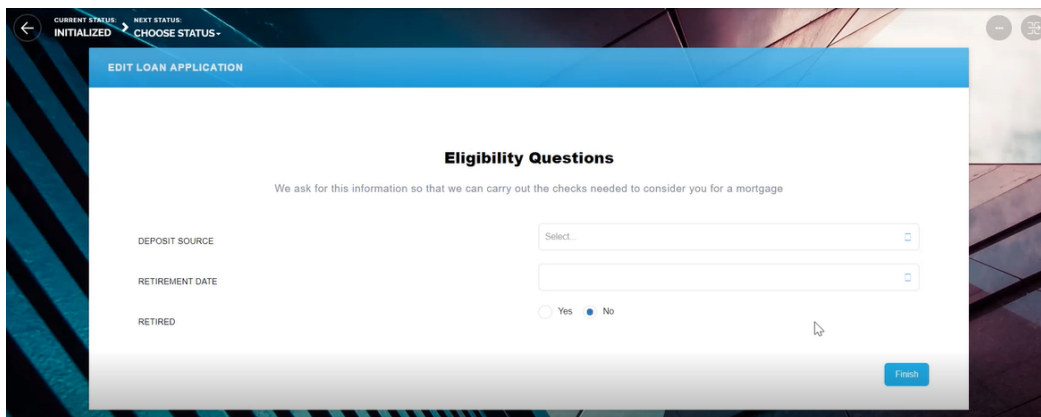 CURRENT STATUS:
NEXT STATUS:
INITIALIZED
CHOOSE STATUS
EDIT LOAN APPLICATION
Eligibility Questions
We ask for this information so that we can carry out the checks needed to consider you for a mortgage
DEPOSIT SOURCE
Select...
RETIREMENT DATE
RETIRED
Yes
No
Finish